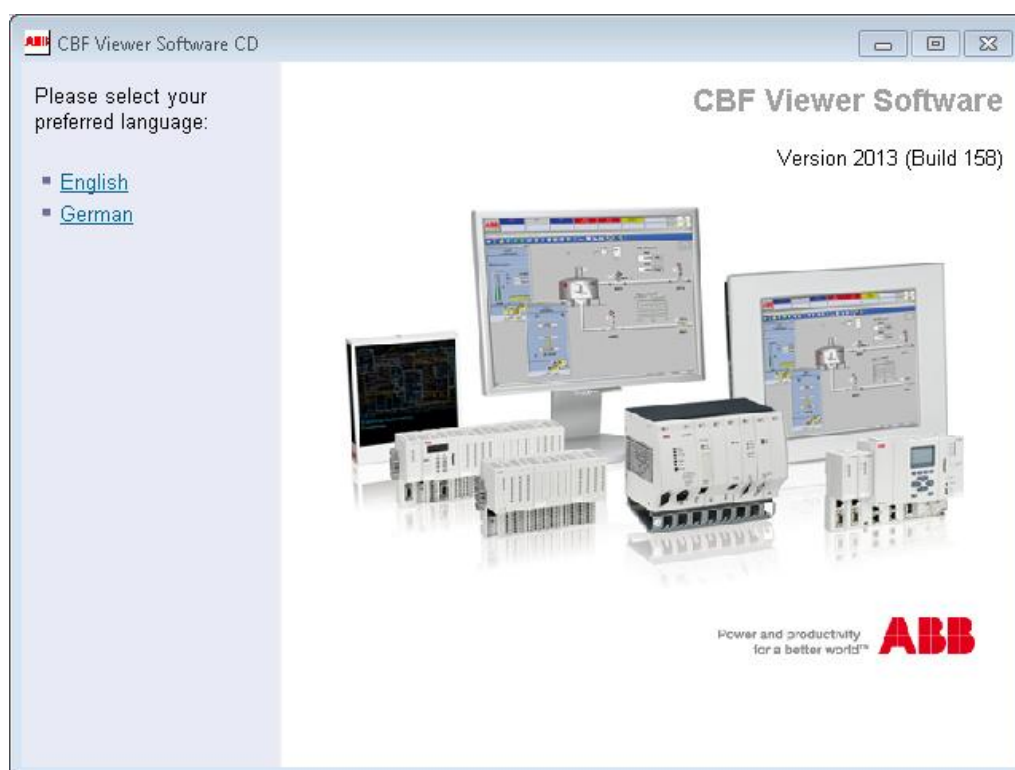 ABB CBF Viewer Software CD
Please select your
preferred language:
English
German
CBF Viewer Software
Version 2013 (Build 158)
Power and productivity
for a better world™
ABB